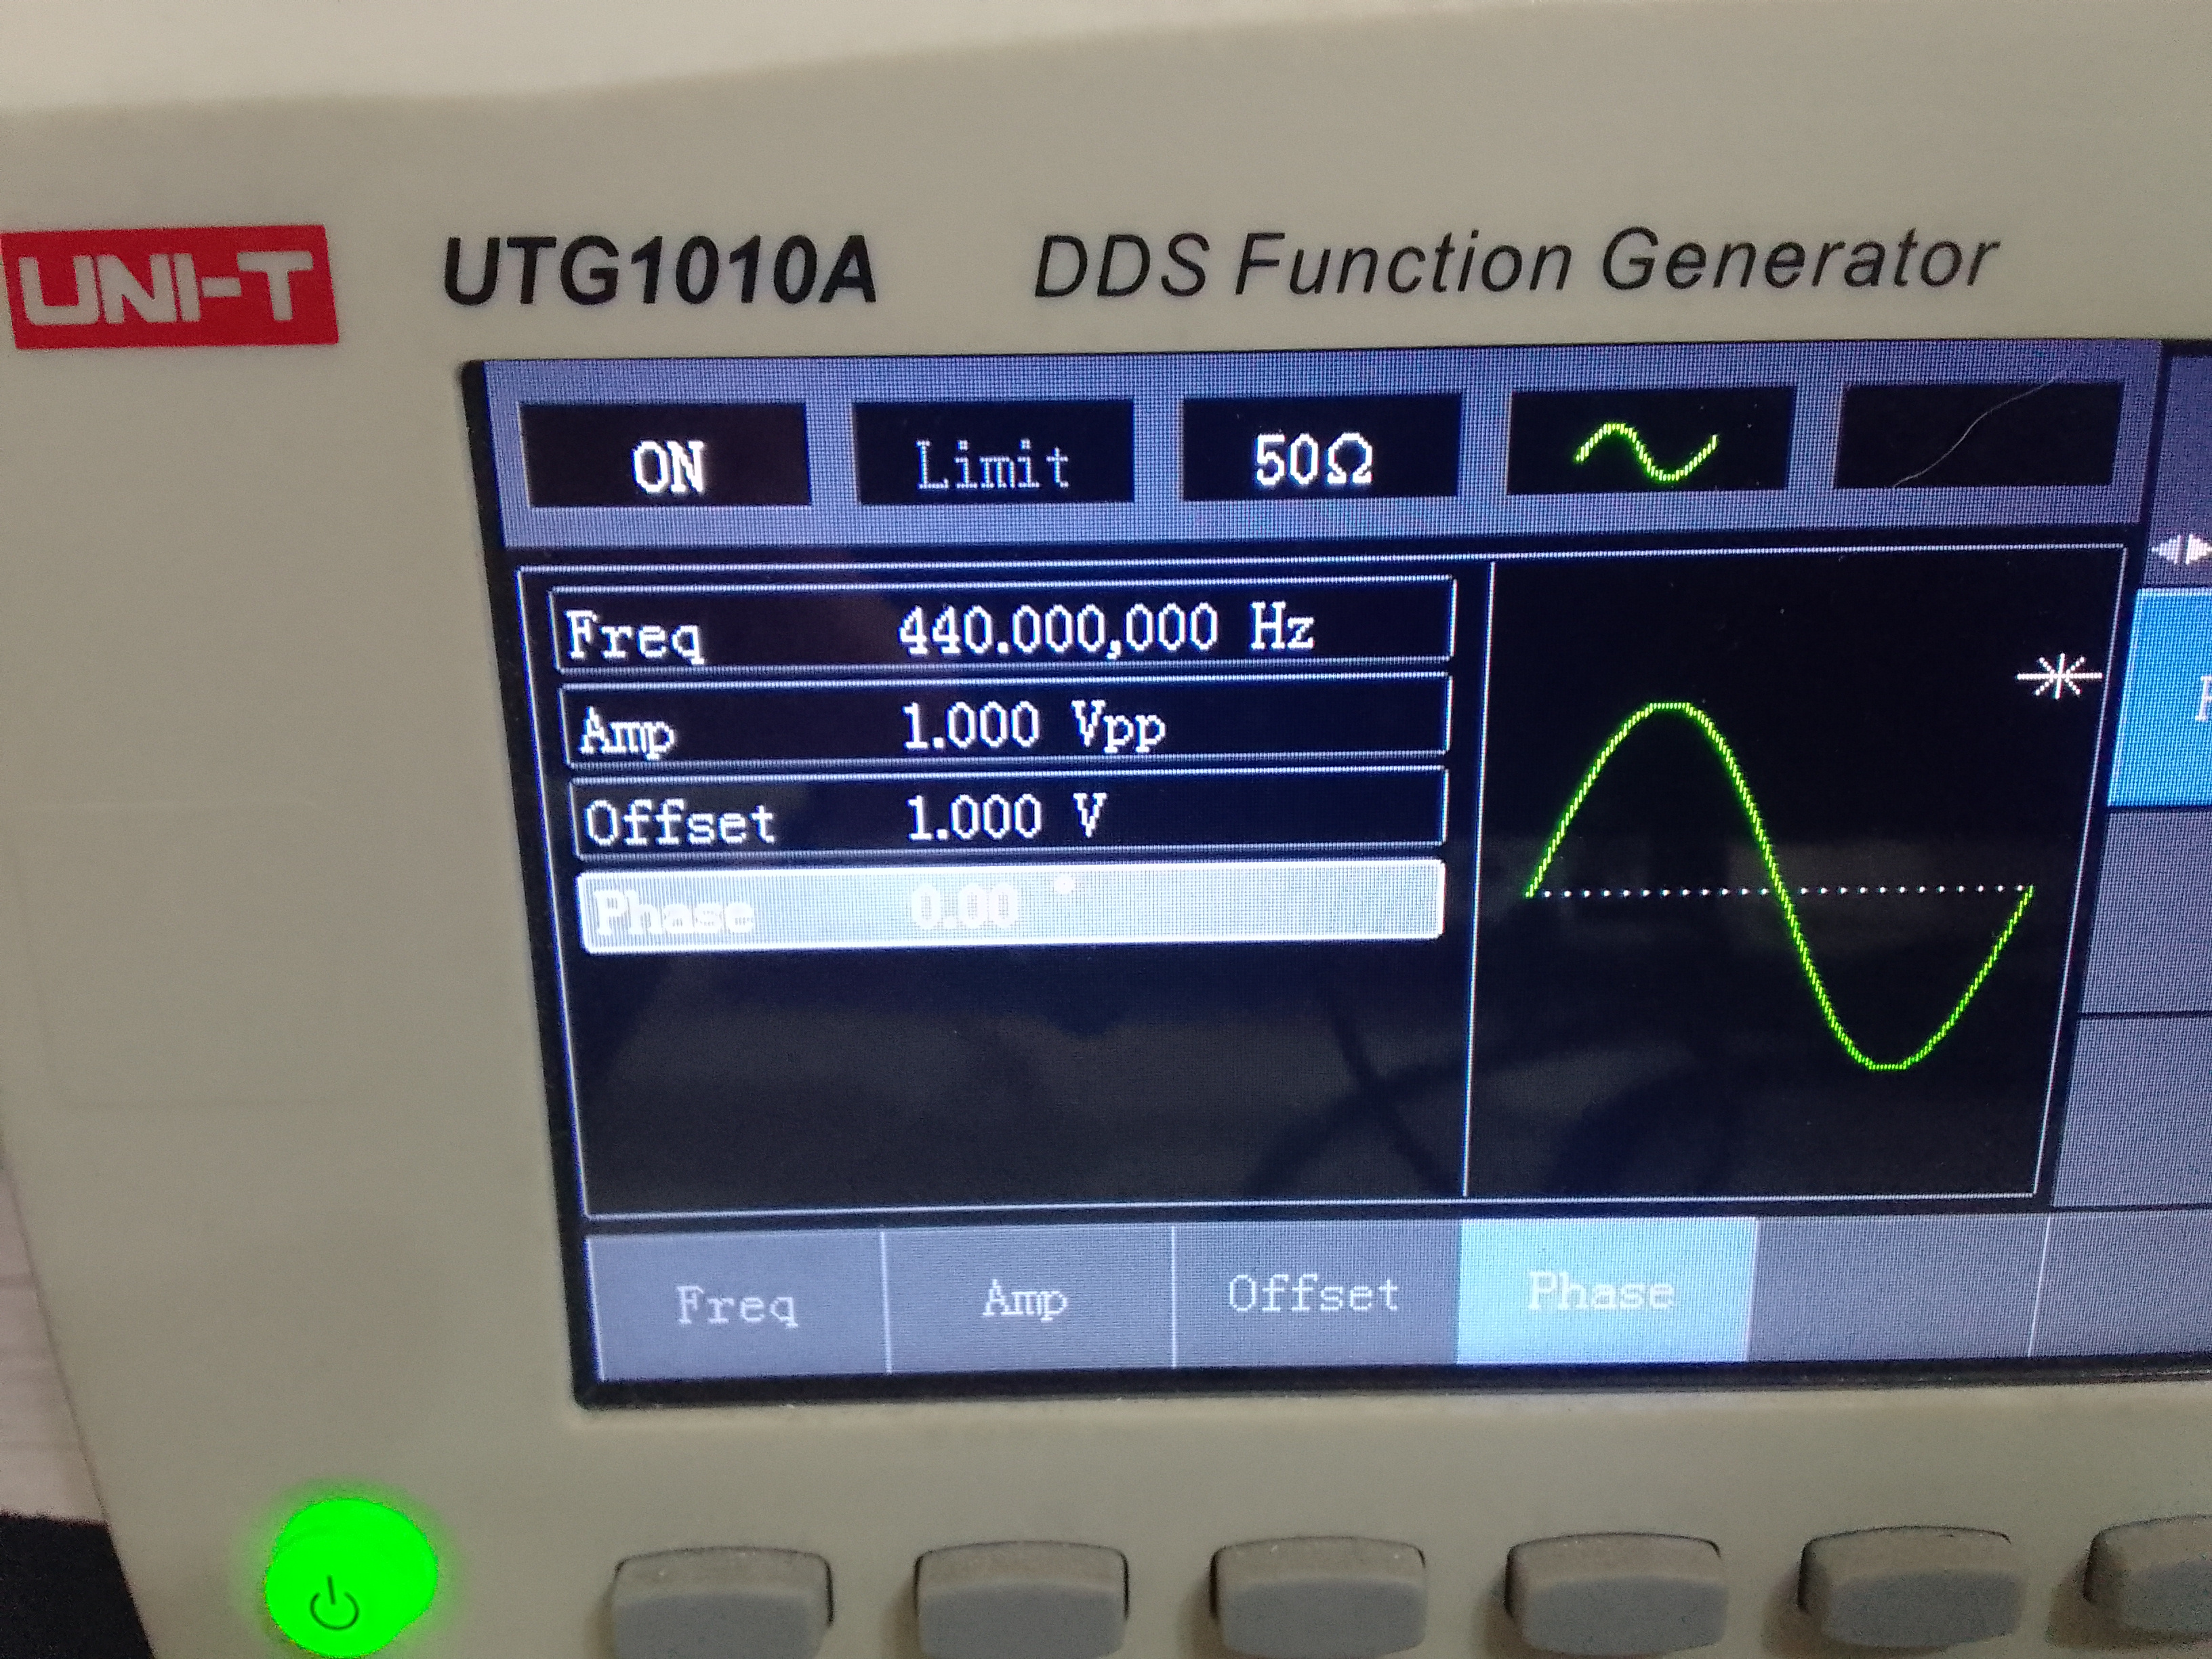 UNI-T UTG1010A DDS Function Generator
ON Limit 50Ω
Freq 440.000,000 Hz
Amp 1.000 Vpp
Offset 1.000 V
Phase 0.00 °
Freq Amp Offset Phase